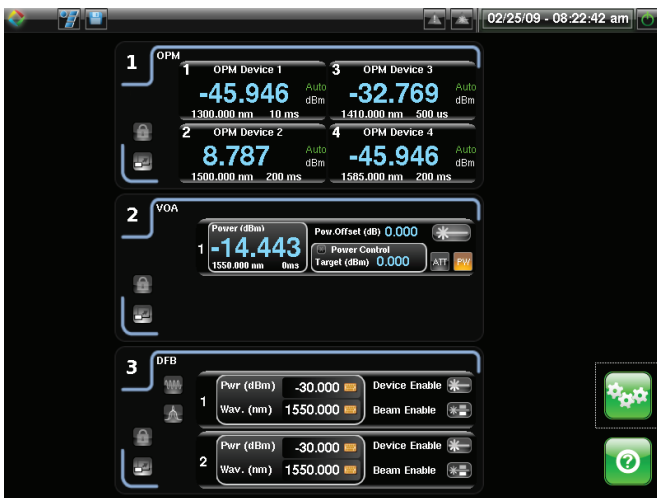 02/25/09 - 08:22:42 am
1 OPM
1 OPM Device 1
-45.946 Auto dBm
1300.000 nm 10 ms
3 OPM Device 3
-32.769 Auto dBm
1410.000 nm 500 us
2 OPM Device 2
8.787 Auto dBm
1500.000 nm 200 ms
4 OPM Device 4
-45.946 Auto dBm
1585.000 nm 200 ms
2 VOA
1
Power (dBm)
-14.443
1550.000 nm 0ms
Pow.Offset (dB) 0.000
Power Control
Target (dBm) 0.000
ATT PW
3 DFB
1
Pwr (dBm) -30.000 Device Enable
Wav. (nm) 1550.000 Beam Enable
2
Pwr (dBm) -30.000 Device Enable
Wav. (nm) 1550.000 Beam Enable
?